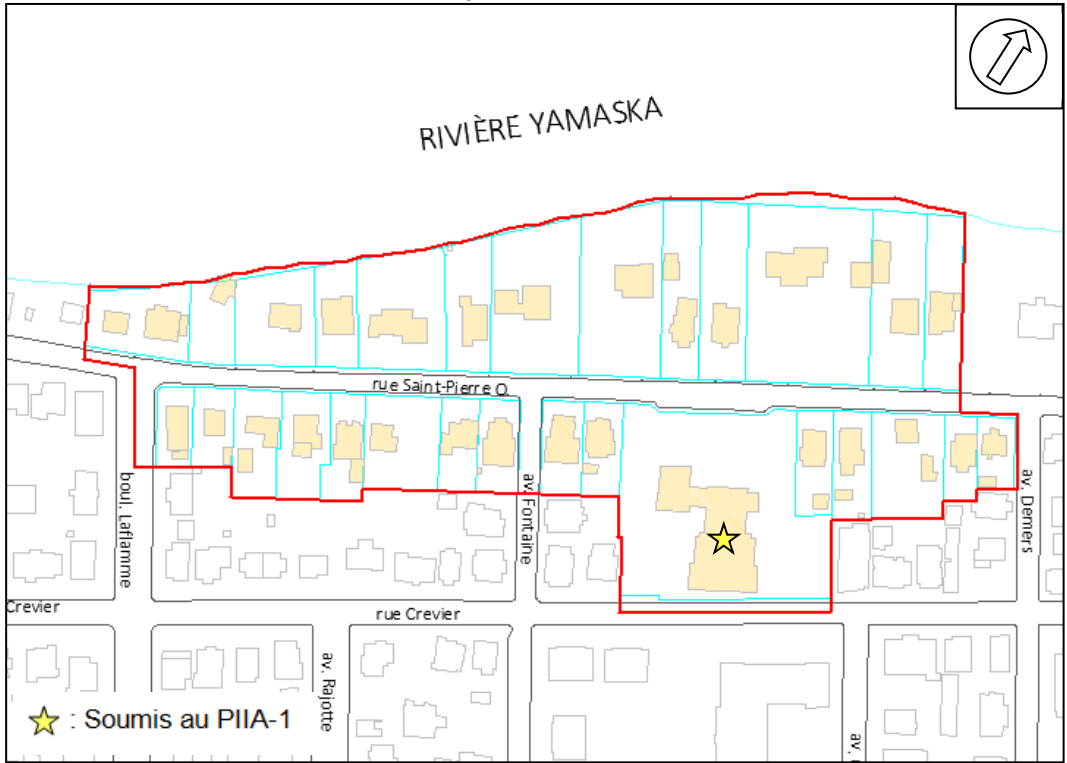 RIVIÈRE YAMASKA
rue Saint-Pierre O.
boul. Laflamme
av. Fontaine
av. Demers
Crevier
rue Crevier
av. Rajotte
av.
: Soumis au PIIA-1